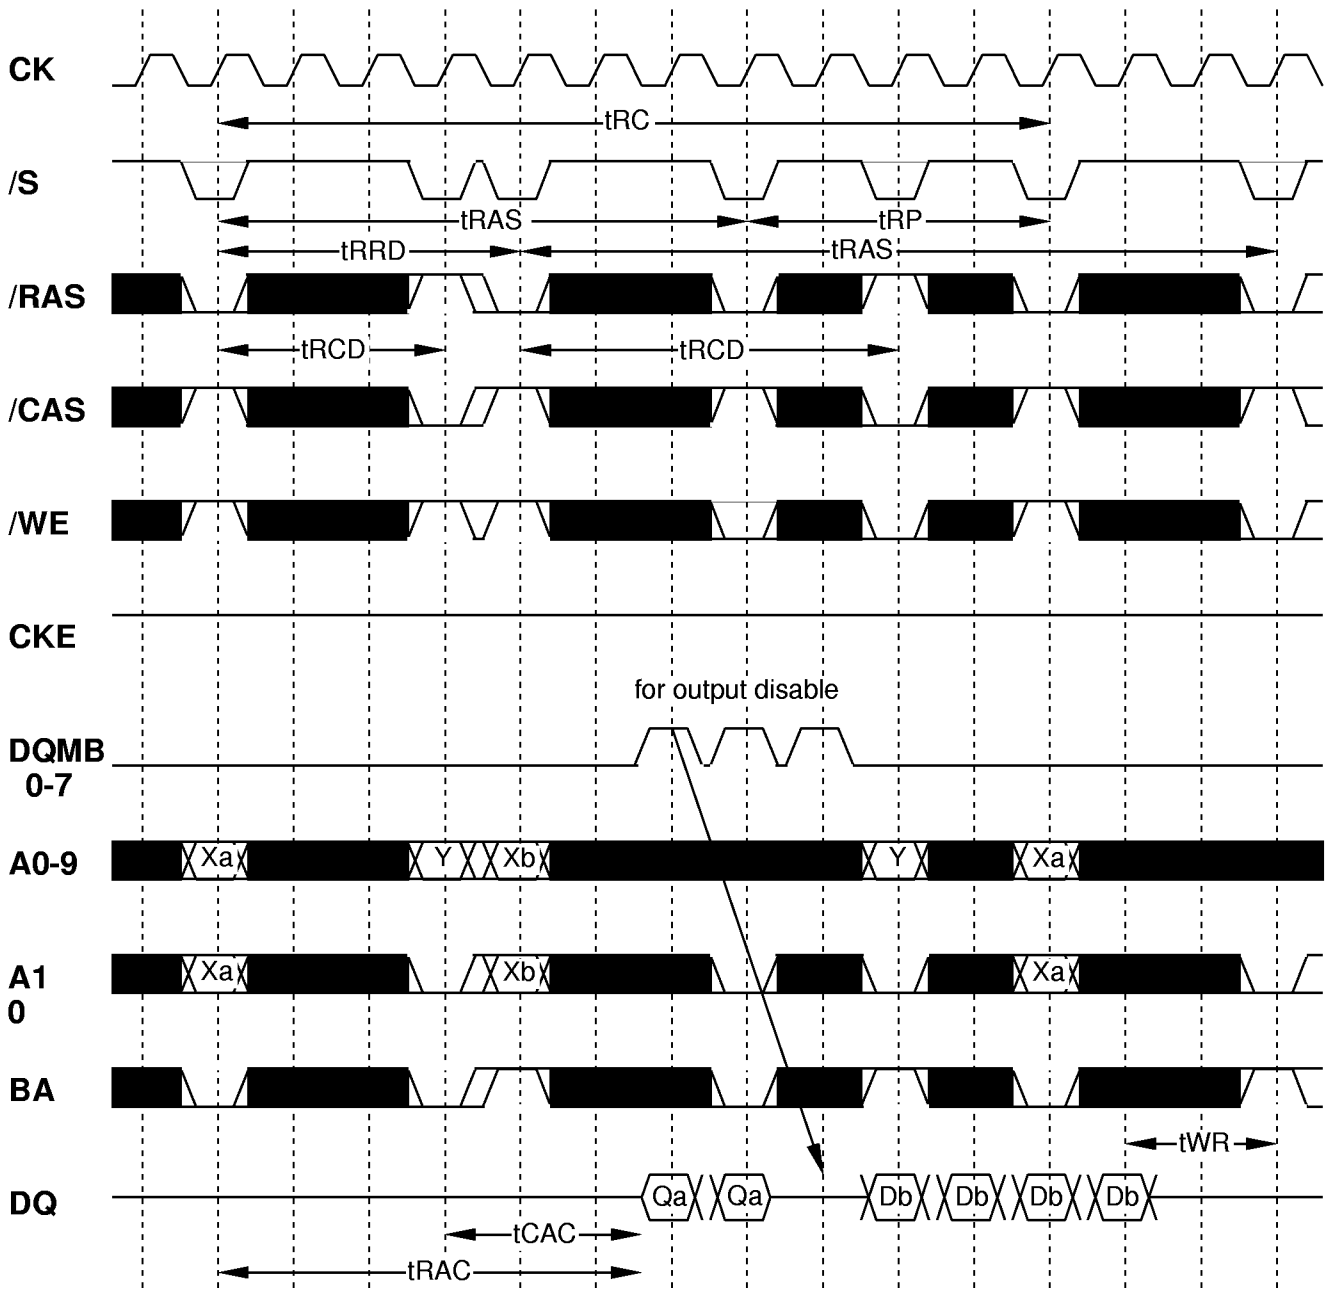 CK
tRC
/S
tRAS tRP
tRRD tRAS
/RAS
tRCD tRCD
/CAS
/WE
CKE
for output disable
DQMB
0-7
A0-9 Xa Y Xb Y Xa
A1 Xa Xb Xa
0
BA
tWR
DQ Qa Qa Db Db Db Db
tCAC
tRAC